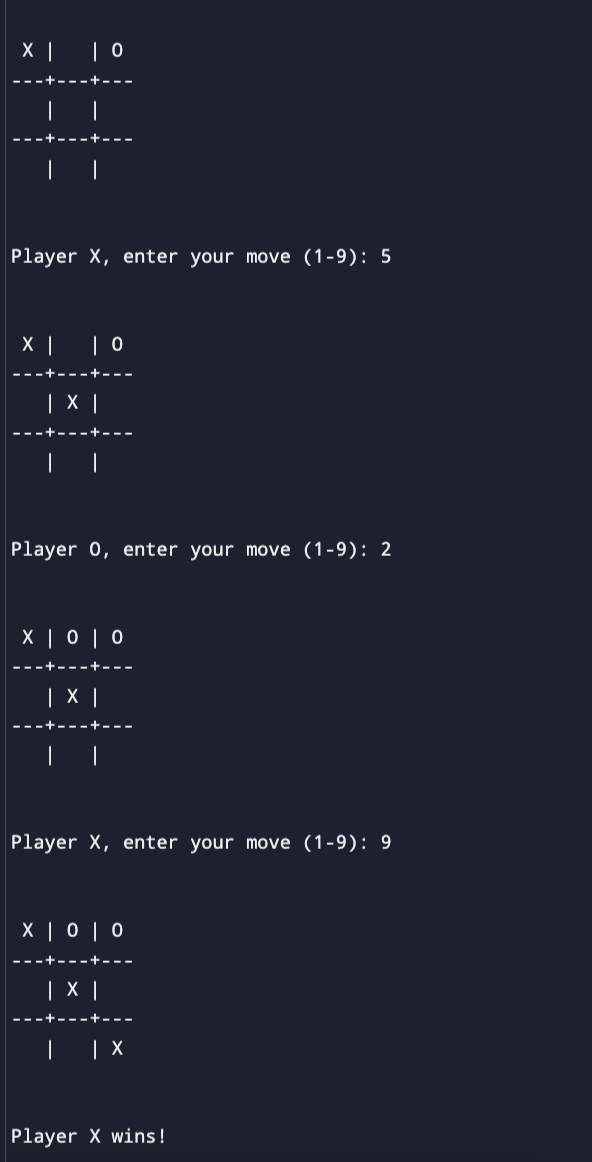 X |   | O
---+---+---
   |   |
---+---+---
   |   |
Player X, enter your move (1-9): 5
 X |   | O
---+---+---
   | X |
---+---+---
   |   |
Player O, enter your move (1-9): 2
 X | O | O
---+---+---
   | X |
---+---+---
   |   |
Player X, enter your move (1-9): 9
 X | O | O
---+---+---
   | X |
---+---+---
   |   | X
Player X wins!